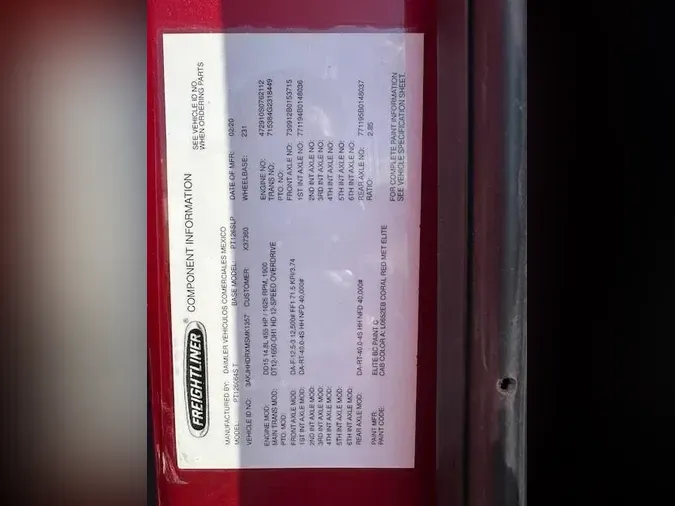 FREIGHTLINER ® COMPONENT INFORMATION SEE VEHICLE ID NO. WHEN ORDERING PARTS
MANUFACTURED BY: DAIMLER VEHICULOS COMERCIALES MEXICO
MODEL: PT126064S T BASE MODEL: PT126SLP DATE OF MFR: 02/20
VEHICLE ID NO: CUSTOMER: X37360 WHEELBASE: 231
ENGINE MOD: DD15 14.8L 455 HP / 1625 RPM, 1900 ENGINE NO: 472910S0762112
MAIN TRANS MOD: DT12-1650-OH1 HD 12-SPEED OVERDRIVE TRANS NO: 715384G2318449
PTO. MOD: PTO. NO:
FRONT AXLE MOD: DA-F-12.5-3 12,500# FF1 71.5 KPI/3.74 FRONT AXLE NO: 739912B0153715
1ST INT AXLE MOD: DA-RT-40.0-4S HH NFD 40,000# 1ST INT AXLE NO: 771194B0148036
2ND INT AXLE MOD: 2ND INT AXLE NO:
3RD INT AXLE MOD: 3RD INT AXLE NO:
4TH INT AXLE MOD: 4TH INT AXLE NO:
5TH INT AXLE MOD: 5TH INT AXLE NO:
6TH INT AXLE MOD: 6TH INT AXLE NO:
REAR AXLE MOD: DA-RT-40.0-4S HH NFD 40,000# REAR AXLE NO: 771195B0148037
RATIO: 2.85
PAINT MFR: ELITE BC PAINT
PAINT CODE: CAB COLOR A: L0652EB CORAL RED MET ELITE
FOR COMPLETE PAINT INFORMATION
SEE VEHICLE SPECIFICATION SHEET.